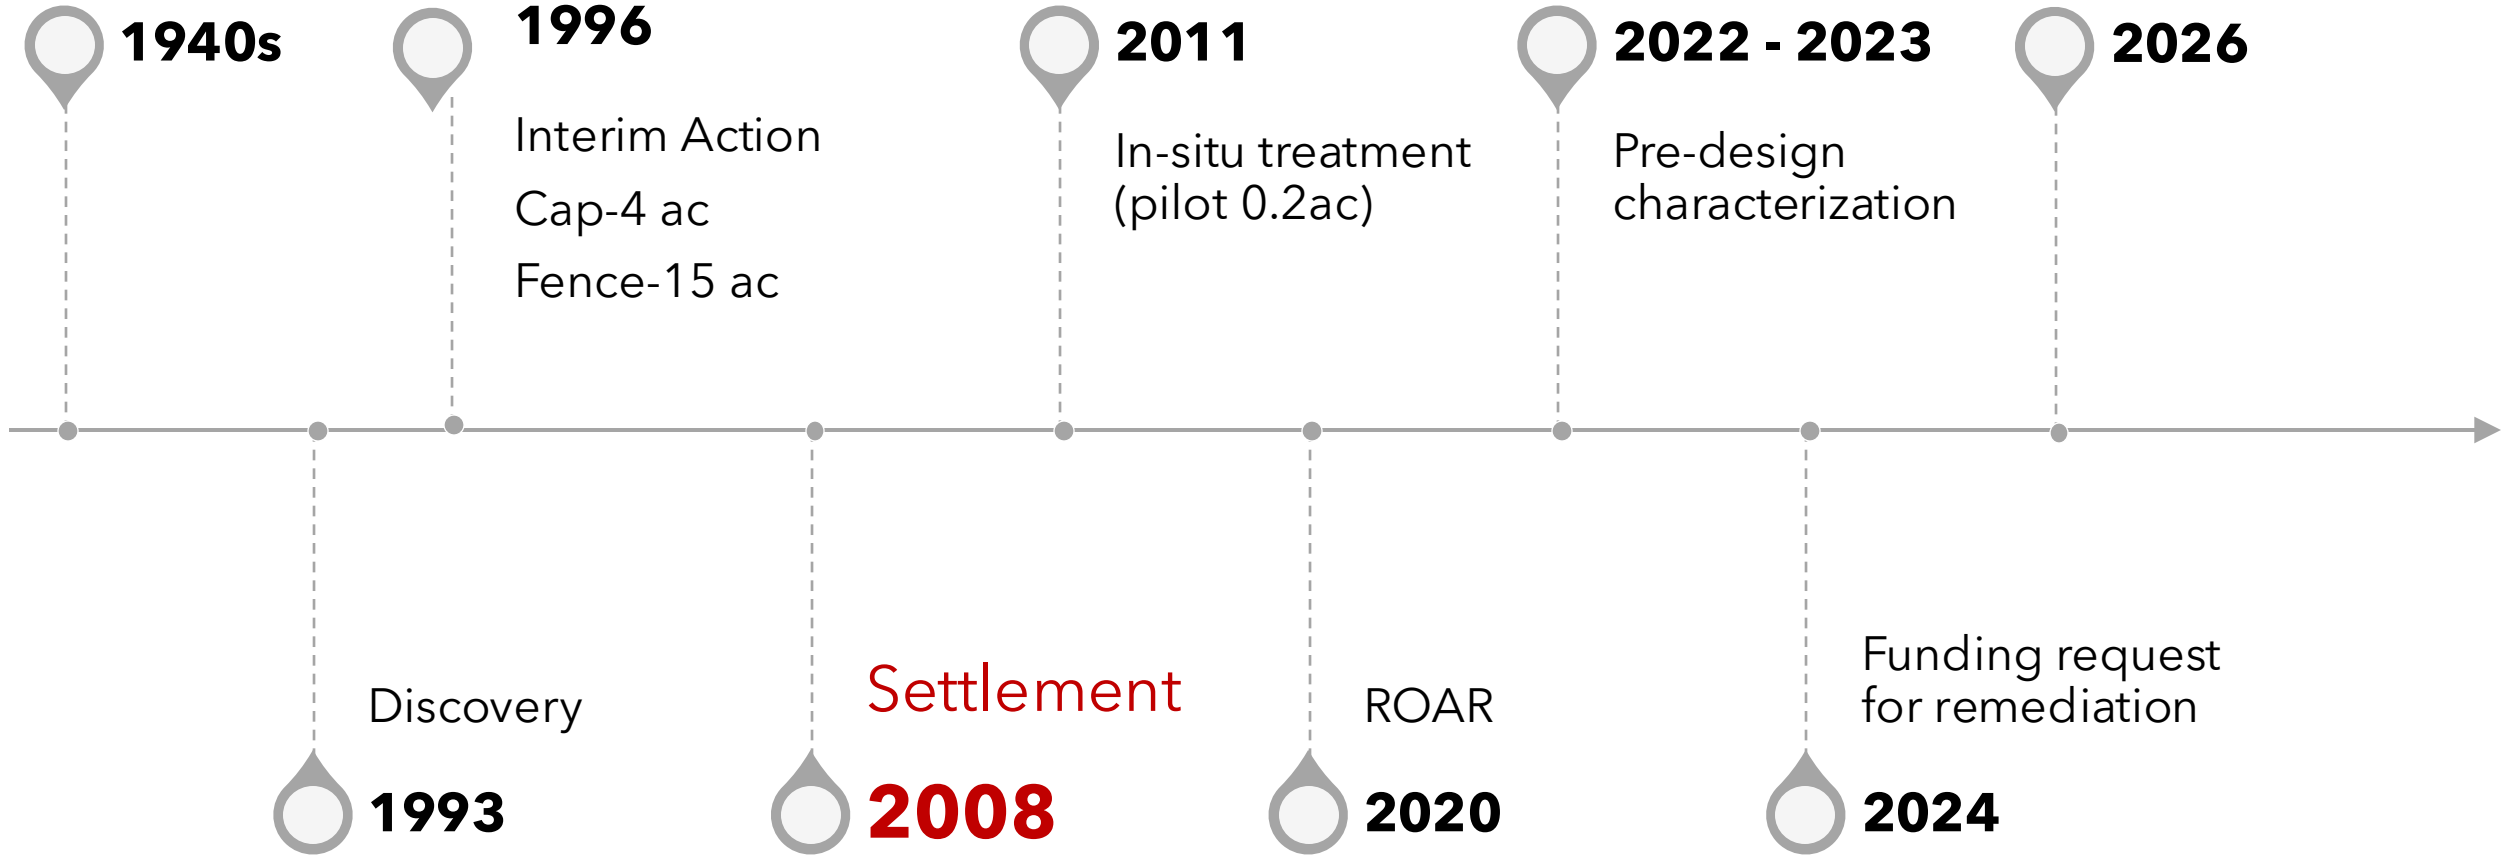 1940s
1996
Interim Action
Cap-4 ac
Fence-15 ac
2011
In-situ treatment
(pilot 0.2ac)
2022 - 2023
Pre-design
characterization
2026
Discovery
1993
Settlement
2008
ROAR
2020
Funding request
for remediation
2024